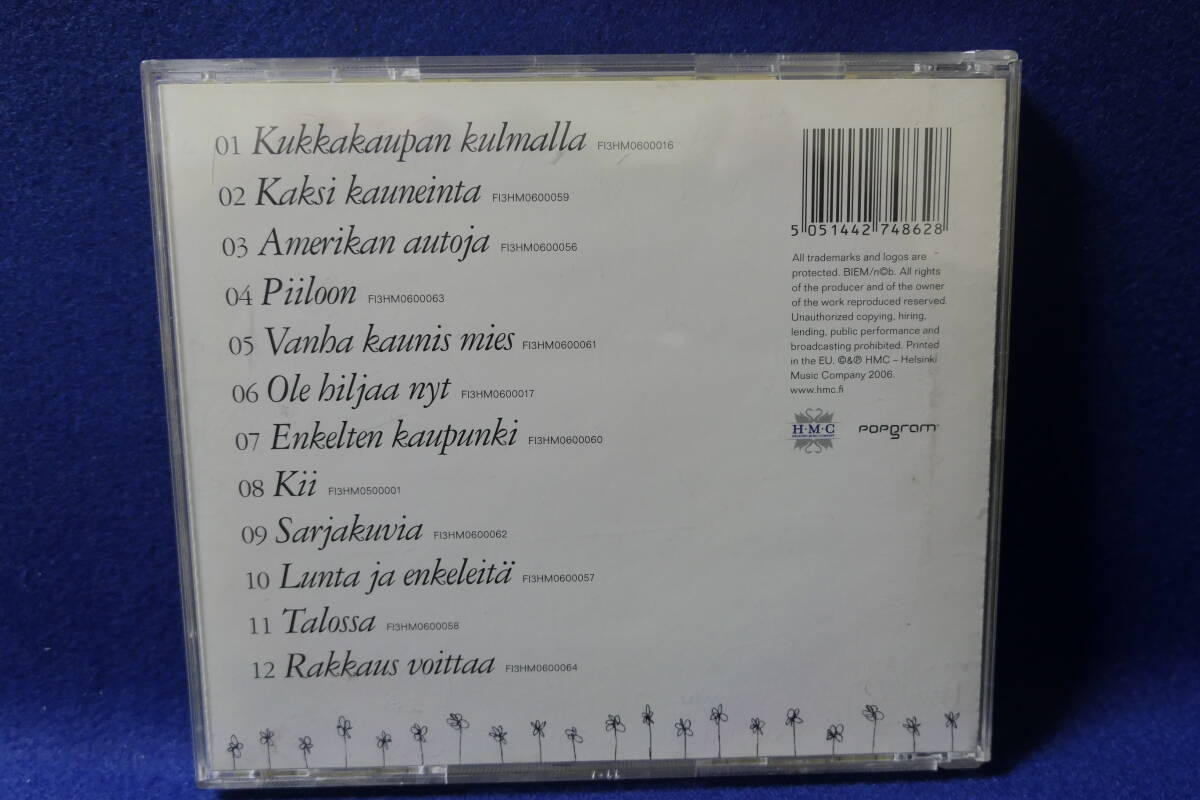 01 Kukkakaupan kulmalla FI3HM0600016
02 Kaksi kauneinta FI3HM0600059
03 Amerikan autoja FI3HM0600056
04 Piiloon FI3HM0600063
05 Vanha kaunis mies FI3HM0600061
06 Ole hiljaa nyt FI3HM0600017
07 Enkelten kaupunki FI3HM0600060
08 Kii FI3HM0500001
09 Sarjakuvia FI3HM0600062
10 Lunta ja enkeleitä FI3HM0600057
11 Talossa FI3HM0600058
12 Rakkaus voittaa FI3HM0600064
5 051442 748628
All trademarks and logos are
protected. BIEM/n©b. All rights
of the producer and of the owner
of the work reproduced reserved.
Unauthorized copying, hiring,
lending, public performance and
broadcasting prohibited. Printed
in the EU. ©&℗ HMC – Helsinki
Music Company 2006.
www.hmc.fi
H·M·C
HELSINKI MUSIC COMPANY
POPgram